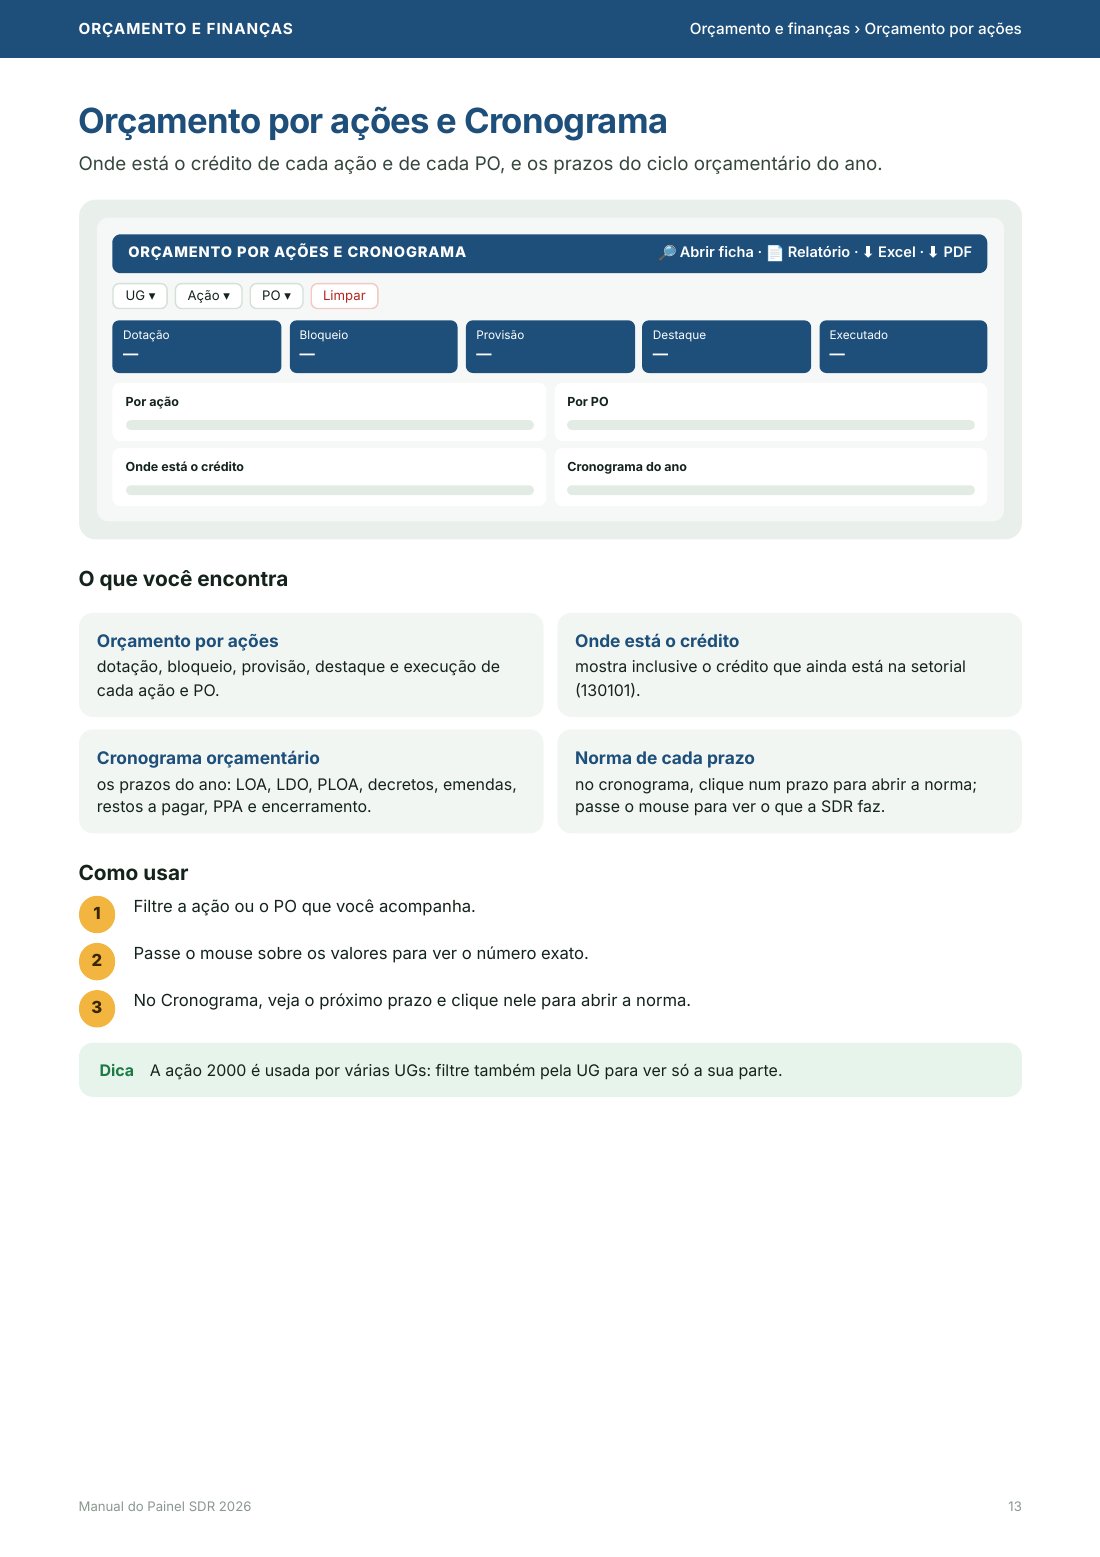 ORÇAMENTO E FINANÇAS
Orçamento e finanças › Orçamento por ações
Orçamento por ações e Cronograma
Onde está o crédito de cada ação e de cada PO, e os prazos do ciclo orçamentário do ano.
ORÇAMENTO POR AÇÕES E CRONOGRAMA
🔎 Abrir ficha · 📄 Relatório · ⬇ Excel · ⬇ PDF
UG ▾ Ação ▾ PO ▾ Limpar
Dotação Bloqueio Provisão Destaque Executado
— — — — —
Por ação
Por PO
Onde está o crédito
Cronograma do ano
O que você encontra
Orçamento por ações
dotação, bloqueio, provisão, destaque e execução de
cada ação e PO.
Onde está o crédito
mostra inclusive o crédito que ainda está na setorial
(130101).
Cronograma orçamentário
os prazos do ano: LOA, LDO, PLOA, decretos, emendas,
restos a pagar, PPA e encerramento.
Norma de cada prazo
no cronograma, clique num prazo para abrir a norma;
passe o mouse para ver o que a SDR faz.
Como usar
1 Filtre a ação ou o PO que você acompanha.
2 Passe o mouse sobre os valores para ver o número exato.
3 No Cronograma, veja o próximo prazo e clique nele para abrir a norma.
Dica A ação 2000 é usada por várias UGs: filtre também pela UG para ver só a sua parte.
Manual do Painel SDR 2026
13